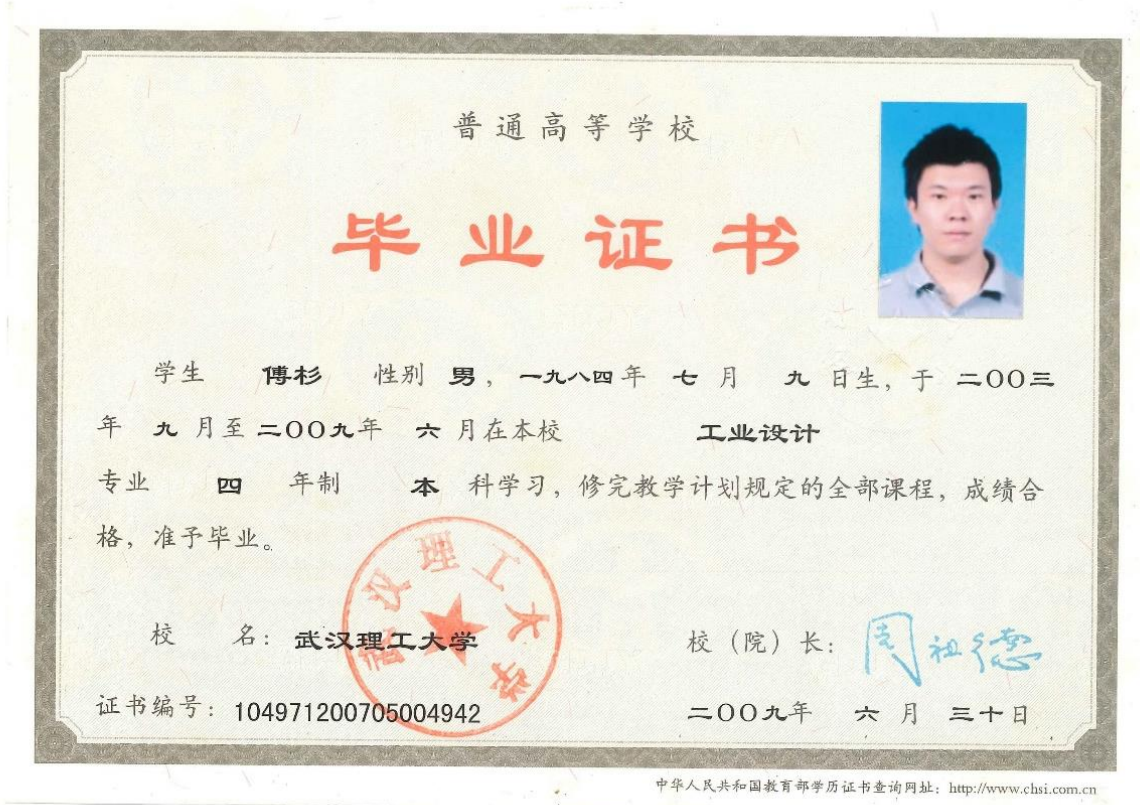 普通高等学校
毕业证书
学生 傅杉 性别 男，一九八四年 七 月 九 日生，于 二〇〇三
年 九 月至 二〇〇九年 六 月在本校 工业设计
专业 四 年制 本 科学习，修完教学计划规定的全部课程，成绩合
格，准予毕业。
武汉理工大学
校 名：武汉理工大学 校（院）长：周祖德
证书编号：104971200705004942 二〇〇九年 六 月 三十日
中华人民共和国教育部学历证书查询网址：http://www.chsi.com.cn